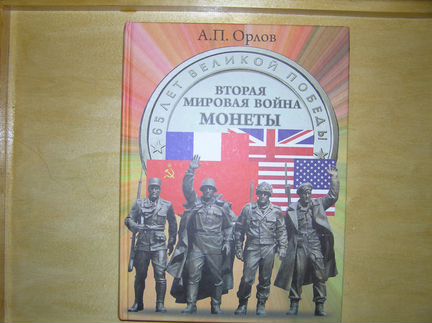 А.П. Орлов
★ 65 ЛЕТ ВЕЛИКОЙ ПОБЕДЫ ★
ВТОРАЯ
МИРОВАЯ ВОЙНА
МОНЕТЫ